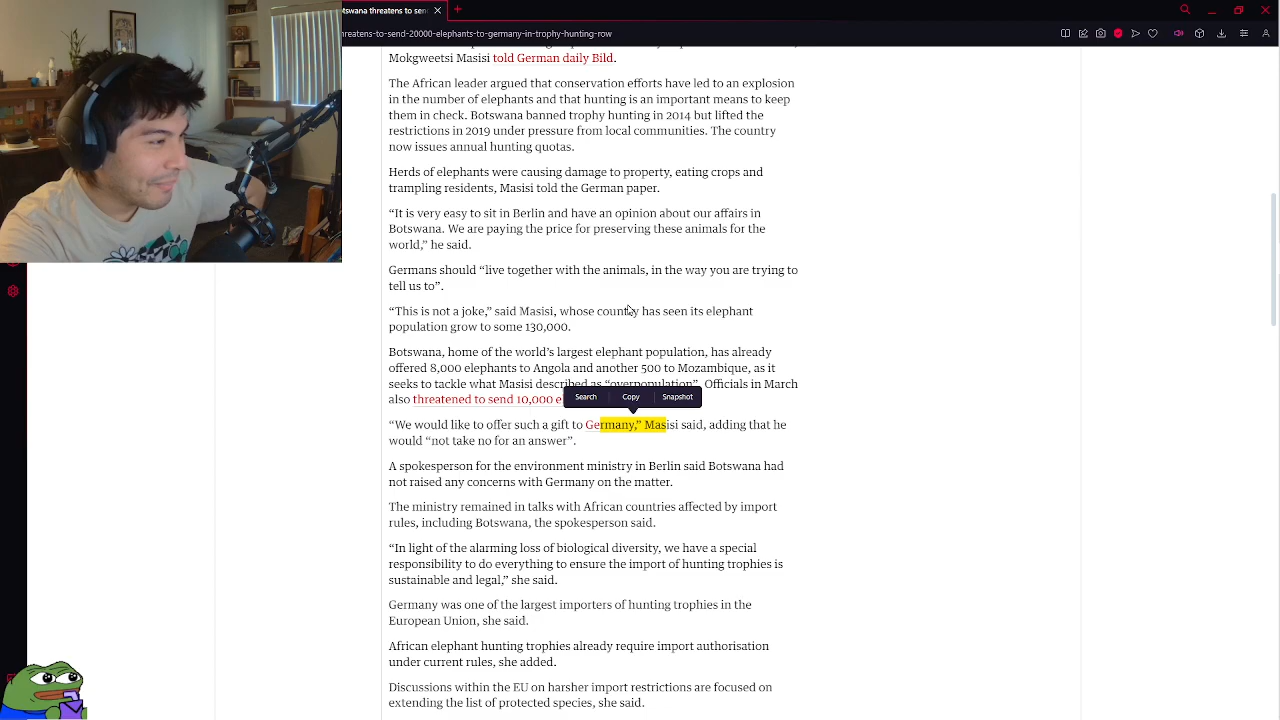 tswana threatens to sen
reatens-to-send-20000-elephants-to-germany-in-trophy-hunting-row
Mokgweetsi Masisi told German daily Bild.
The African leader argued that conservation efforts have led to an explosion
in the number of elephants and that hunting is an important means to keep
them in check. Botswana banned trophy hunting in 2014 but lifted the
restrictions in 2019 under pressure from local communities. The country
now issues annual hunting quotas.
Herds of elephants were causing damage to property, eating crops and
trampling residents, Masisi told the German paper.
“It is very easy to sit in Berlin and have an opinion about our affairs in
Botswana. We are paying the price for preserving these animals for the
world,” he said.
Germans should “live together with the animals, in the way you are trying to
tell us to”.
“This is not a joke,” said Masisi, whose country has seen its elephant
population grow to some 130,000.
Botswana, home of the world’s largest elephant population, has already
offered 8,000 elephants to Angola and another 500 to Mozambique, as it
seeks to tackle what Masisi described as “overpopulation”. Officials in March
also threatened to send 10,000 e
Search Copy Snapshot
“We would like to offer such a gift to Germany,” Masisi said, adding that he
would “not take no for an answer”.
A spokesperson for the environment ministry in Berlin said Botswana had
not raised any concerns with Germany on the matter.
The ministry remained in talks with African countries affected by import
rules, including Botswana, the spokesperson said.
“In light of the alarming loss of biological diversity, we have a special
responsibility to do everything to ensure the import of hunting trophies is
sustainable and legal,” she said.
Germany was one of the largest importers of hunting trophies in the
European Union, she said.
African elephant hunting trophies already require import authorisation
under current rules, she added.
Discussions within the EU on harsher import restrictions are focused on
extending the list of protected species, she said.